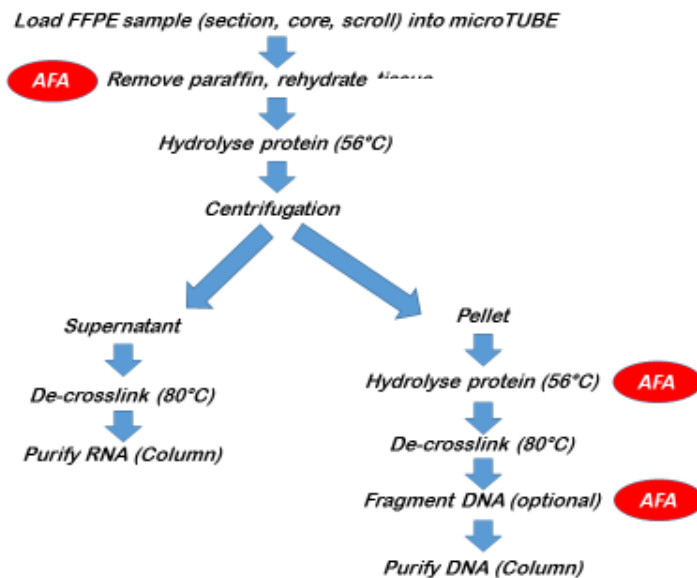 Load FFPE sample (section, core, scroll) into microTUBE
AFA
Remove paraffin, rehydrate
Hydrolyse protein (56°C)
Centrifugation
Supernatant
De-crosslink (80°C)
Purify RNA (Column)
Pellet
Hydrolyse protein (56°C)
AFA
De-crosslink (80°C)
Fragment DNA (optional)
AFA
Purify DNA (Column)